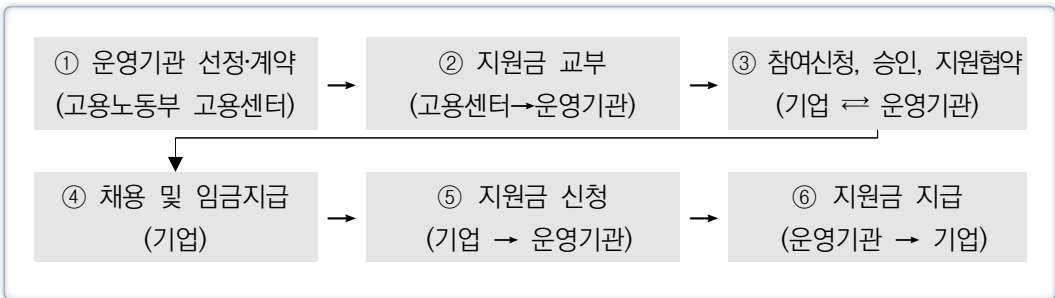 ① 운영기관 선정·계약
(고용노동부 고용센터)
→
② 지원금 교부
(고용센터→운영기관)
→
③ 참여신청, 승인, 지원협약
(기업 ⇄ 운영기관)
④ 채용 및 임금지급
(기업)
→
⑤ 지원금 신청
(기업 → 운영기관)
→
⑥ 지원금 지급
(운영기관 → 기업)